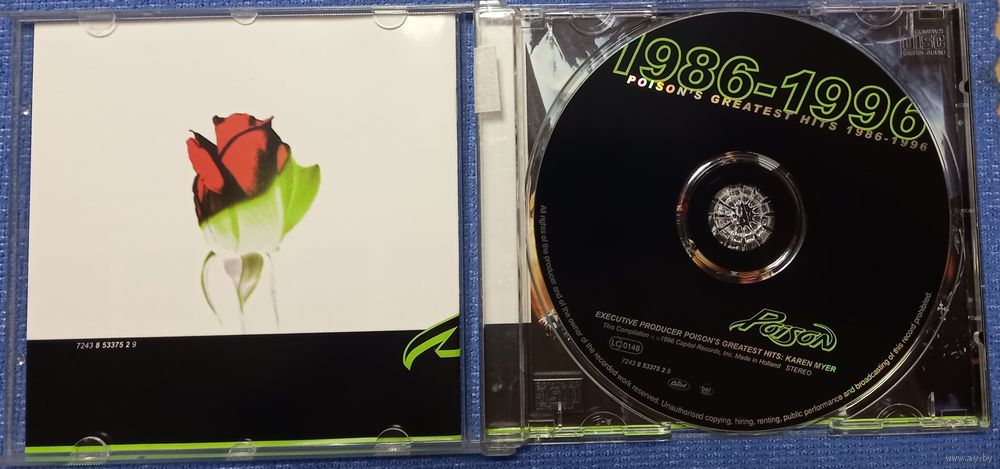 7243 8 53375 2 9
1986-1996
POISON'S GREATEST HITS 1986-1996
COMPACT
DISC
DIGITAL AUDIO
Poison
EXECUTIVE PRODUCER POISON'S GREATEST HITS: KAREN MYER
This Compilation ℗ © 1996 Capitol Records, Inc. Made in Holland STEREO
LC 0148
7243 8 53375 2 9
All rights of the producer and of the owner of the recorded work reserved. Unauthorised copying, hiring, renting, public performance and broadcasting of this record prohibited.
www.ay.by